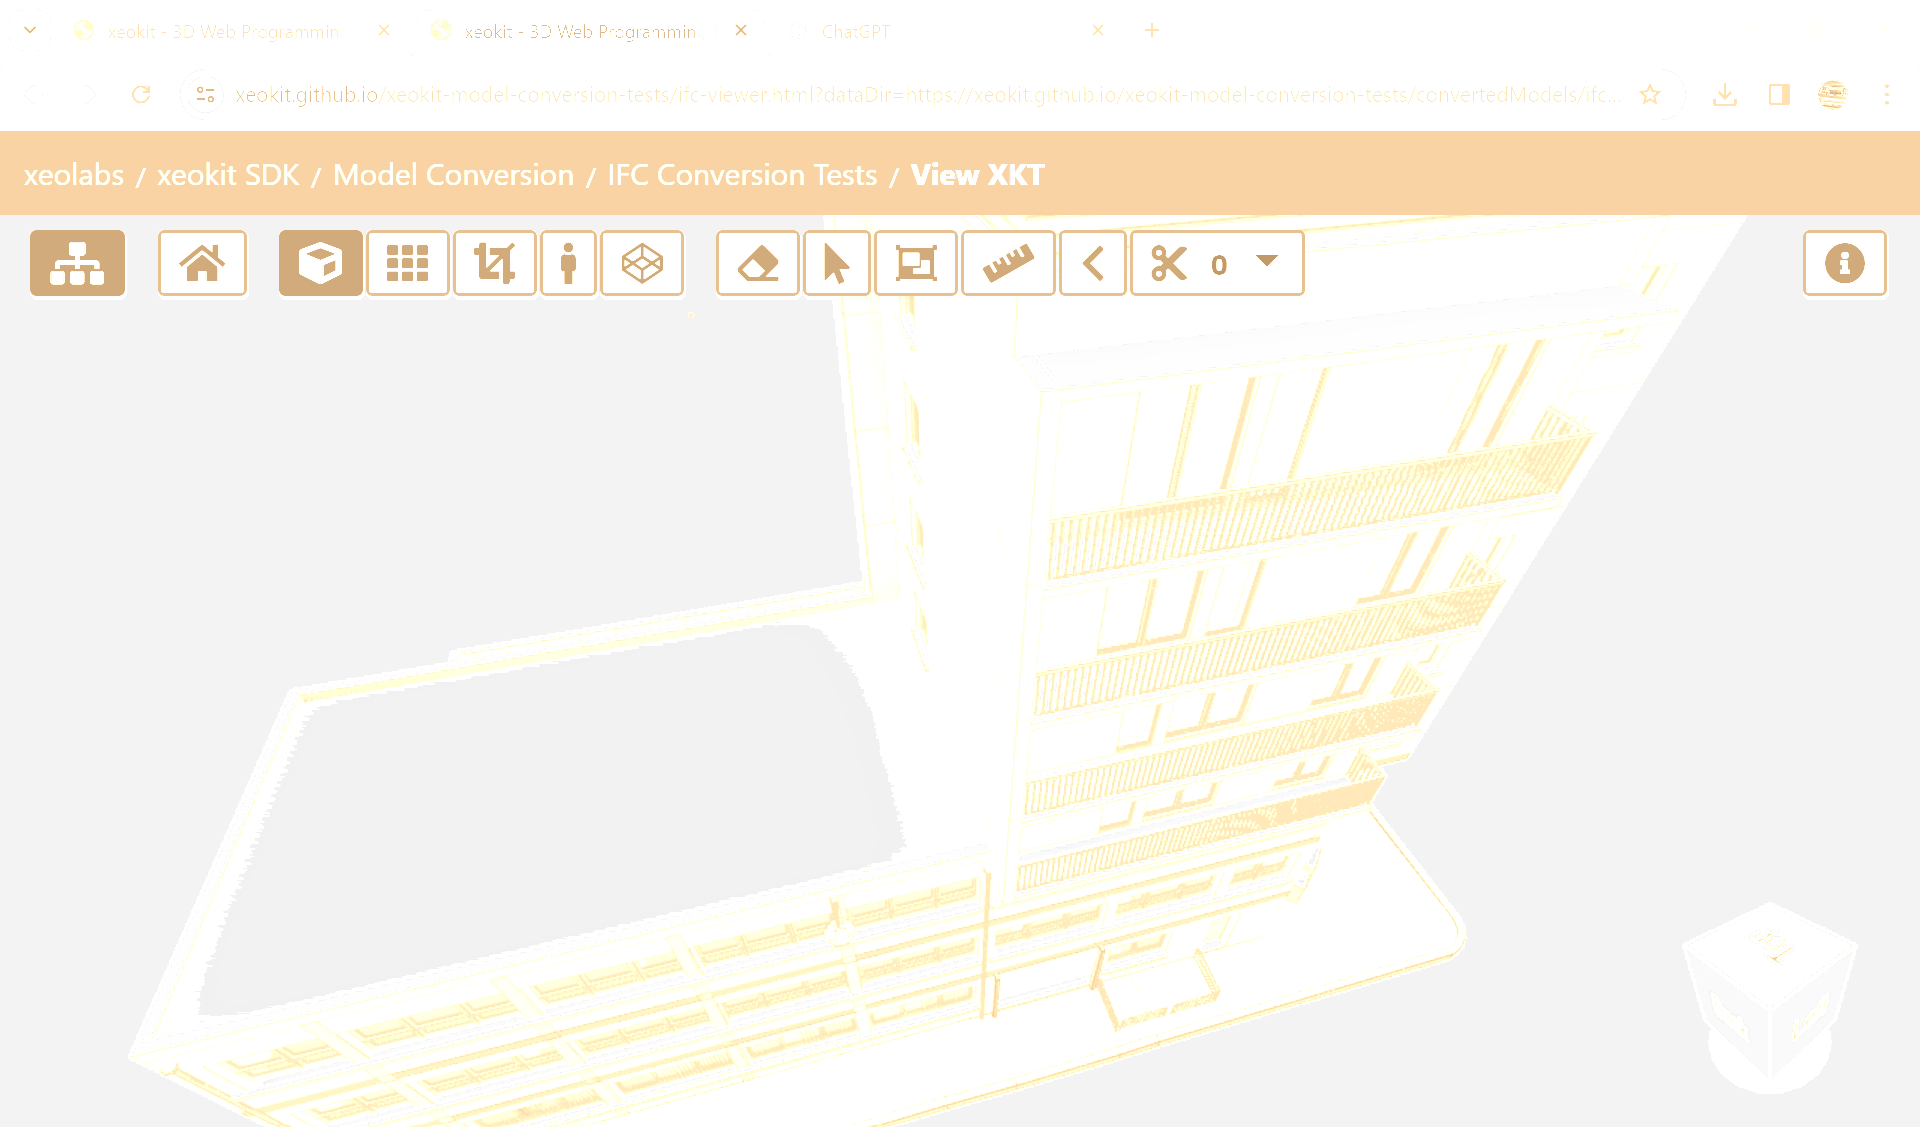 xeokit - 3D Web Programmin
xeokit - 3D Web Programmin
ChatGPT
xeokit.github.io/xeokit-model-conversion-tests/ifc-viewer.html?dataDir=https://xeokit.github.io/xeokit-model-conversion-tests/convertedModels/ifc...
xeolabs / xeokit SDK / Model Conversion / IFC Conversion Tests / View XKT
0